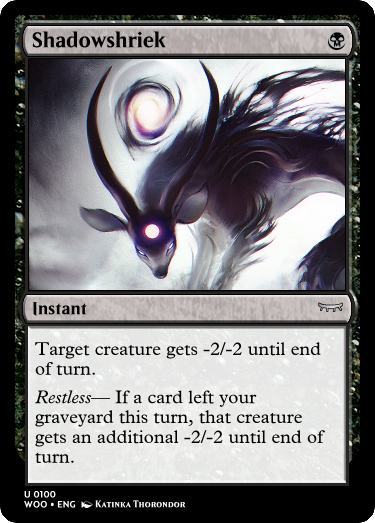 Shadowshriek
Instant
Target creature gets -2/-2 until end
of turn.
Restless— If a card left your
graveyard this turn, that creature
gets an additional -2/-2 until end of
turn.
U 0100
WOO • ENG Katinka Thorondor